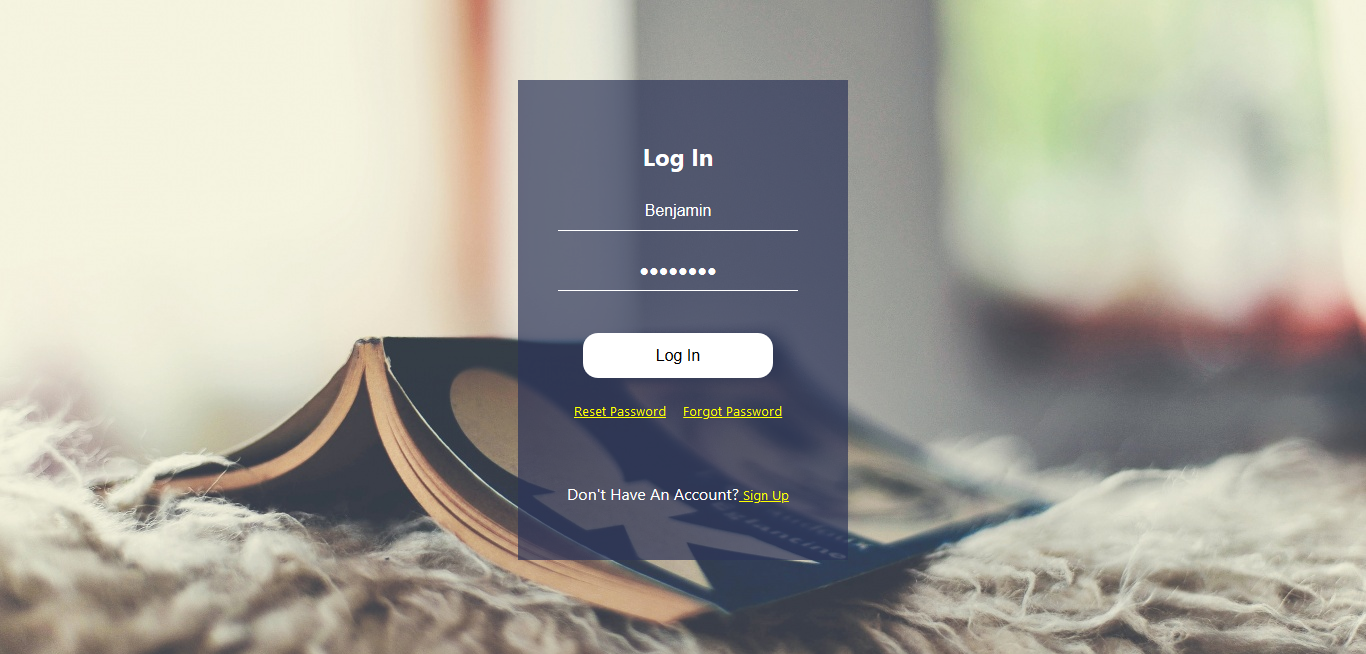 Log In
Benjamin
●●●●●●●●
Log In
Reset Password Forgot Password
Don't Have An Account? Sign Up